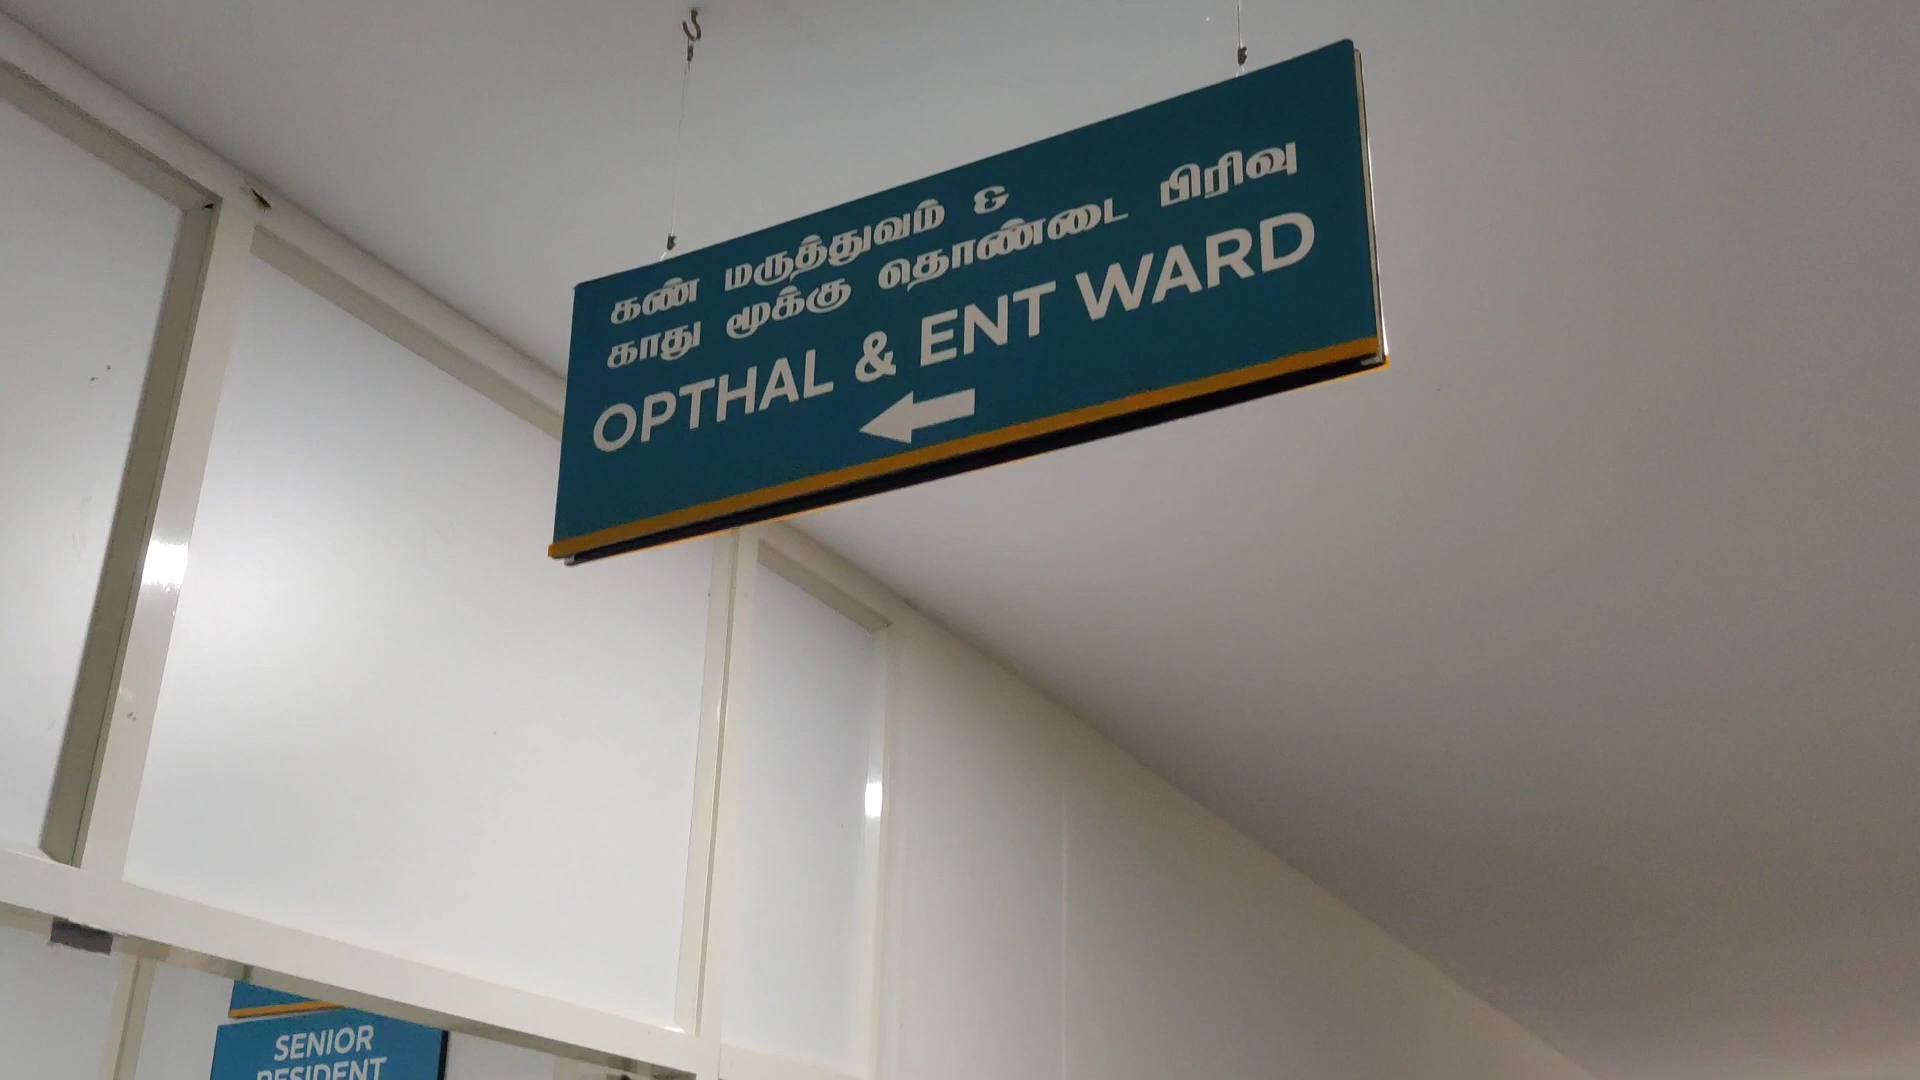 கண் மருத்துவம் &
காது மூக்கு தொண்டை பிரிவு
OPTHAL & ENT WARD
SENIOR
RESIDENT